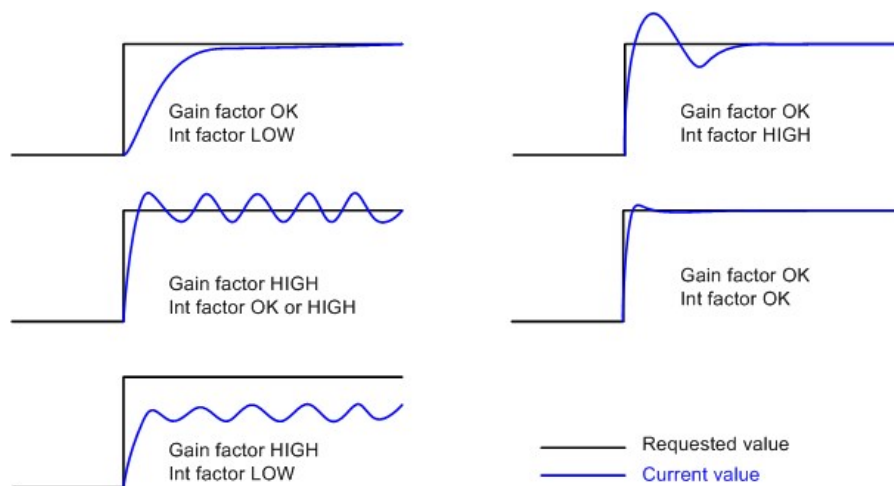 Gain factor OK
Int factor LOW
Gain factor OK
Int factor HIGH
Gain factor HIGH
Int factor OK or HIGH
Gain factor OK
Int factor OK
Gain factor HIGH
Int factor LOW
Requested value
Current value